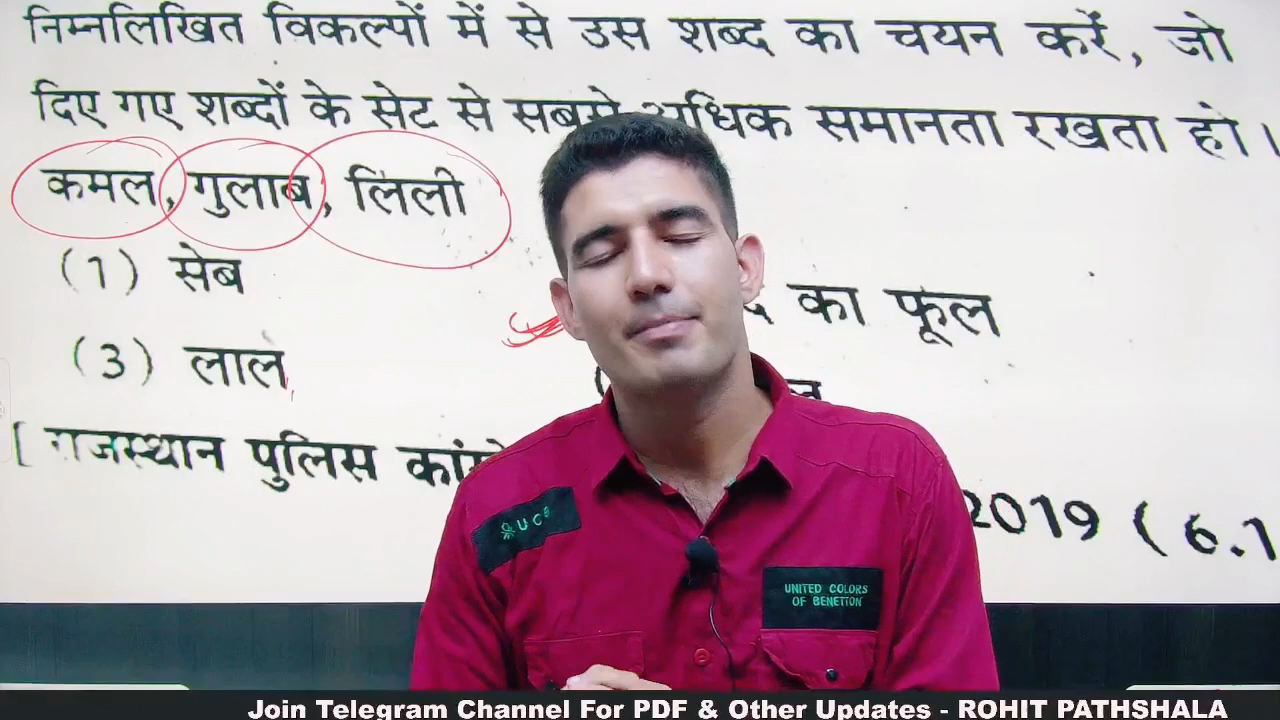 निम्नलिखित विकल्पों में से उस शब्द का चयन करें, जो
दिए गए शब्दों के सेट से सबसे अधिक समानता रखता हो।
कमल, गुलाब, लिली
(1) सेब
का फूल
(3) लाल
[ राजस्थान पुलिस
2019 ( 6.1
UCB
UNITED COLORS
OF BENETTON
Join Telegram Channel For PDF & Other Updates - ROHIT PATHSHALA